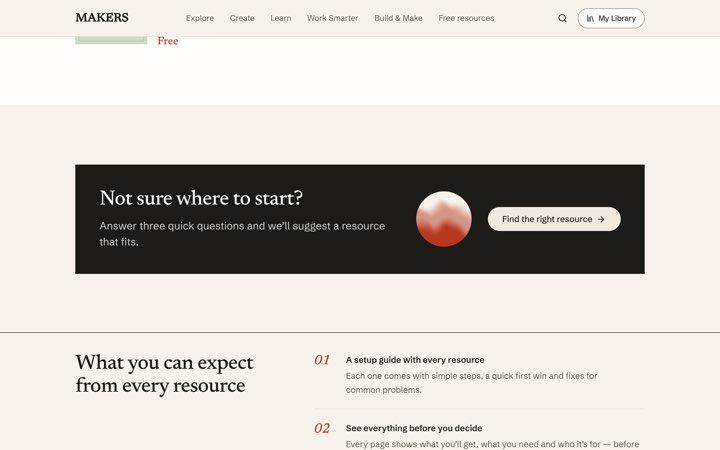 MAKERS
Explore
Create
Learn
Work Smarter
Build & Make
Free resources
My Library
Free
Not sure where to start?
Answer three quick questions and we'll suggest a resource
that fits.
Find the right resource →
What you can expect
from every resource
01
A setup guide with every resource
Each one comes with simple steps, a quick first win and fixes for
common problems.
02
See everything before you decide
Every page shows what you'll get, what you need and who it's for — before